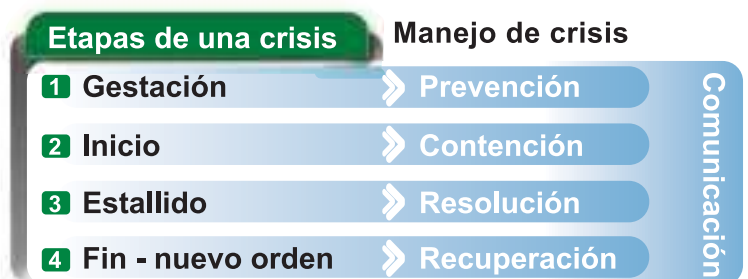 Etapas de una crisis Manejo de crisis
1 Gestación Prevención
2 Inicio Contención
3 Estallido Resolución
4 Fin - nuevo orden Recuperación
Comunicación